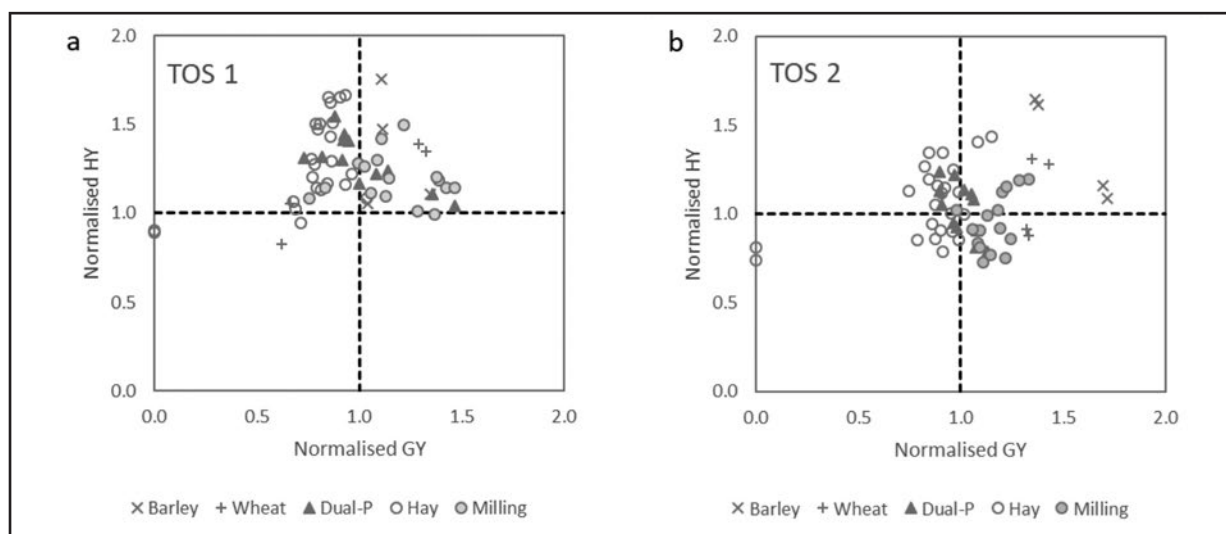 a
TOS 1
Normalised HY
2.0
1.5
1.0
0.5
0.0
0.0 0.5 1.0 1.5 2.0
Normalised GY
Barley Wheat Dual-P Hay Milling
b
TOS 2
Normalised HY
2.0
1.5
1.0
0.5
0.0
0.0 0.5 1.0 1.5 2.0
Normalised GY
Barley Wheat Dual-P Hay Milling